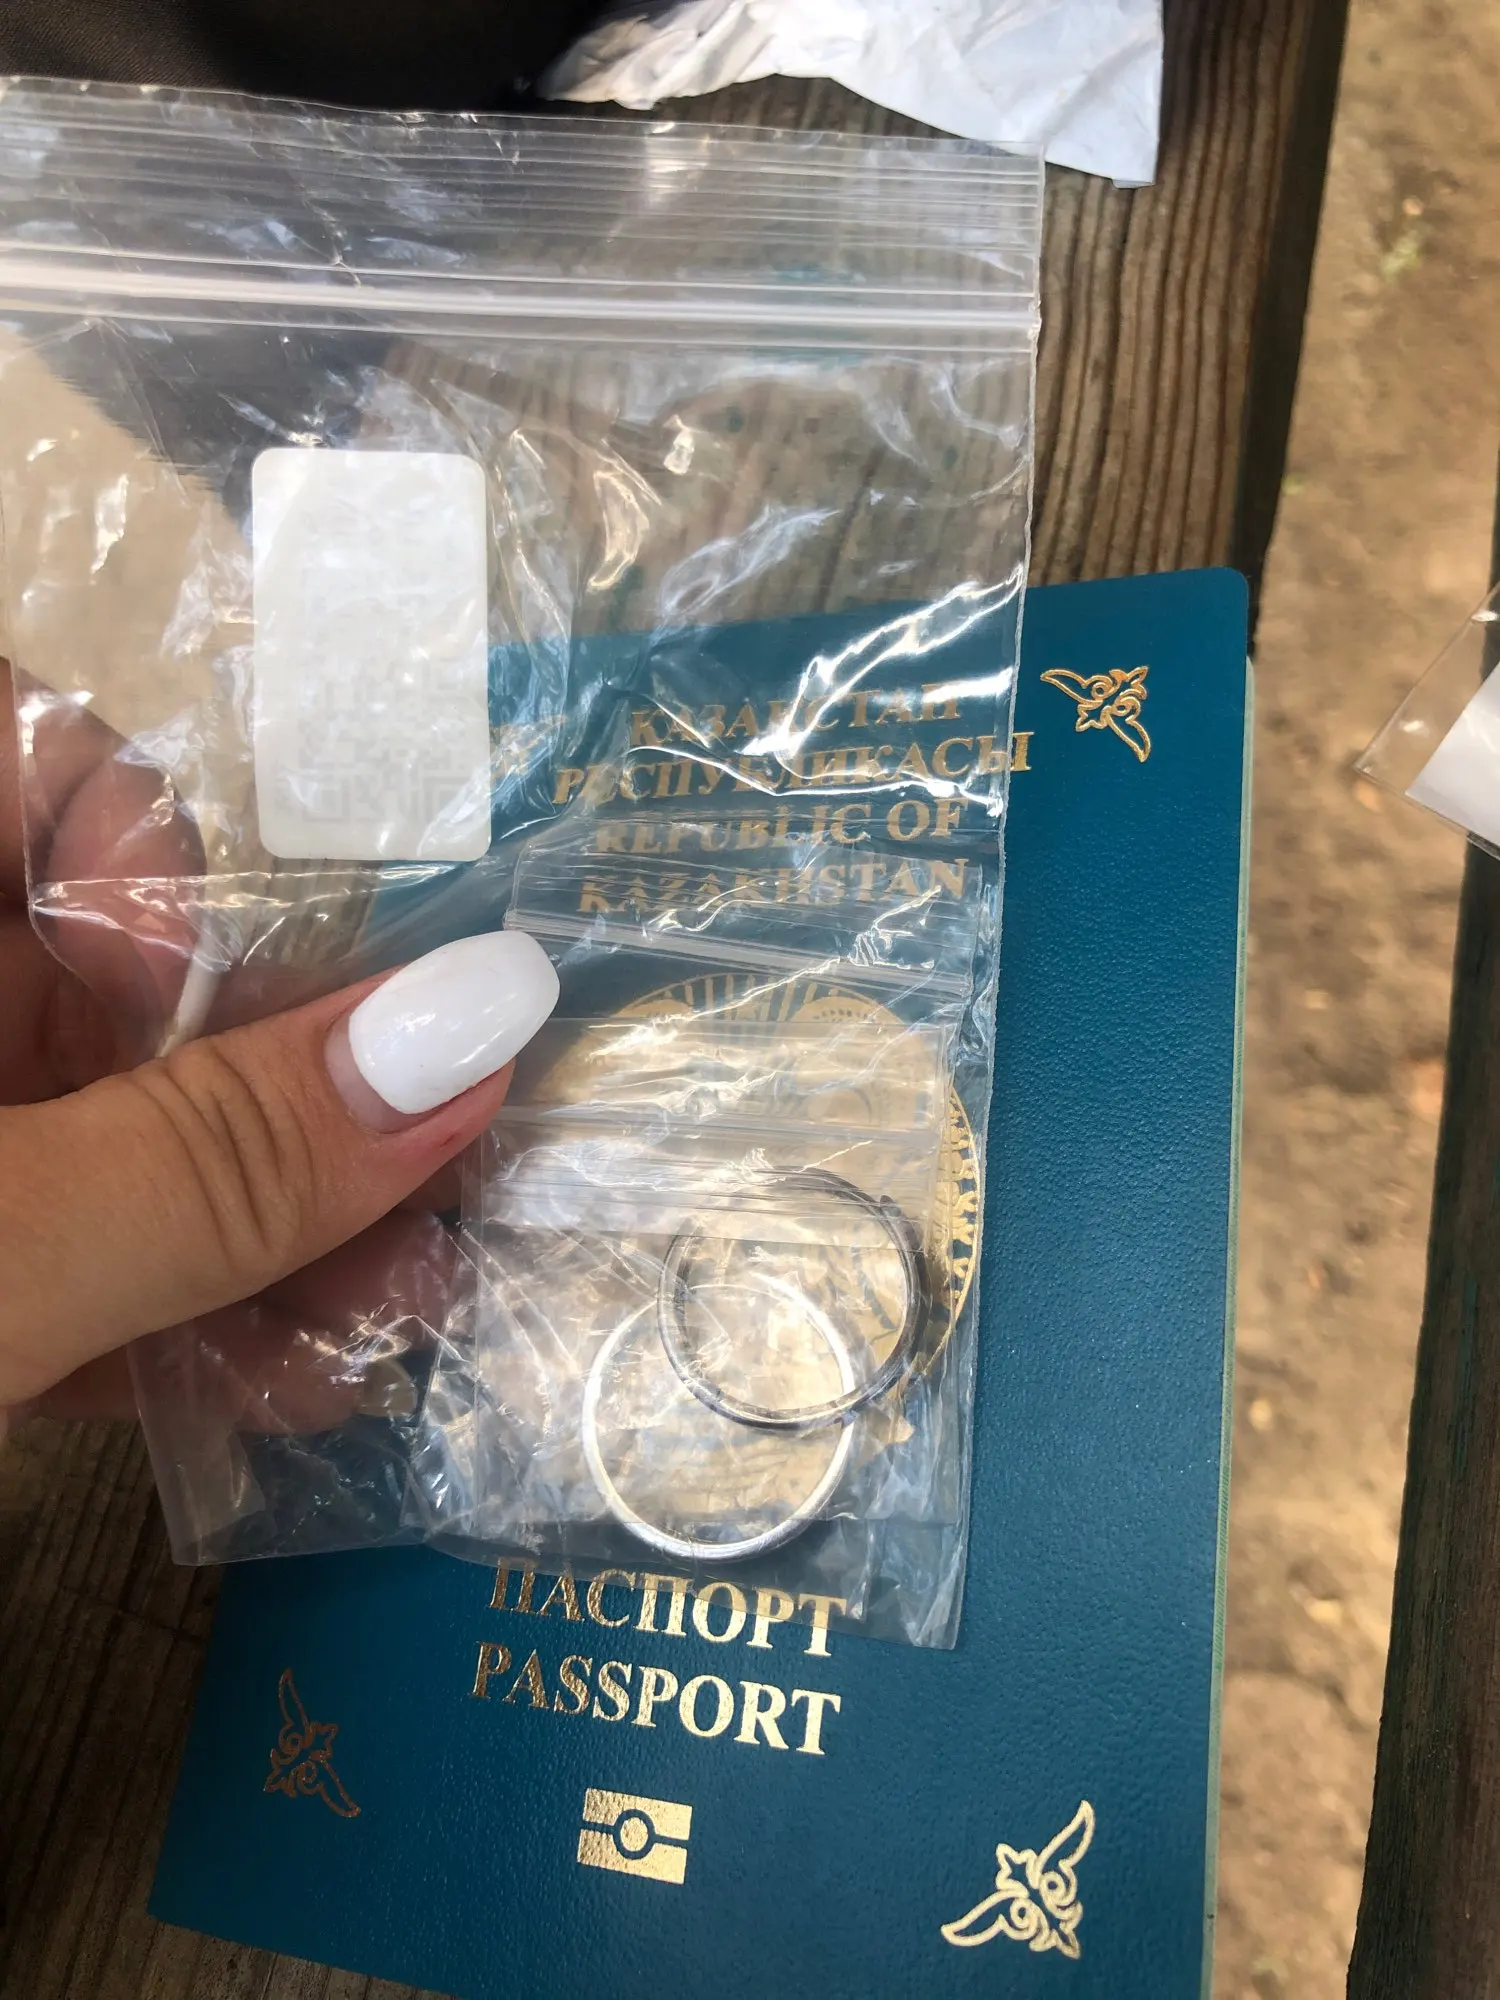 ҚАЗАҚСТАН
РЕСПУБЛИКАСЫ
REPUBLIC OF
KAZAKHSTAN
ПАСПОРТ
PASSPORT